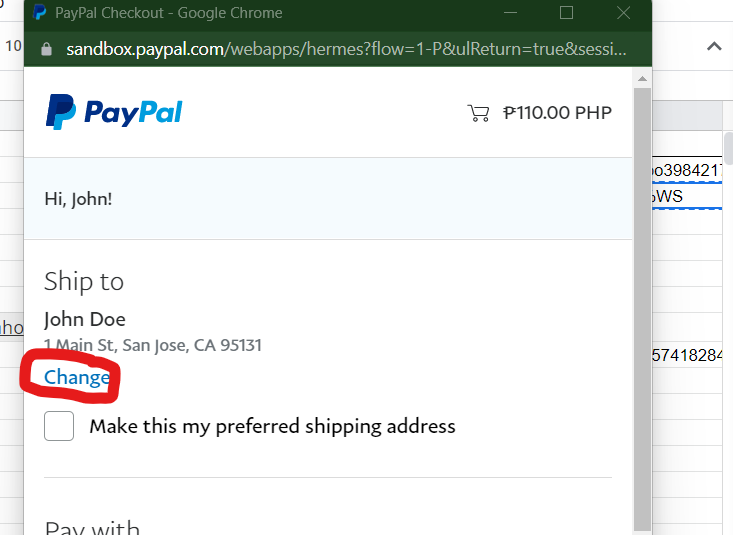 PayPal Checkout - Google Chrome
10
sandbox.paypal.com/webapps/hermes?flow=1-P&ulReturn=true&sessi...
PayPal
₱110.00 PHP
Hi, John!
Ship to
John Doe
1 Main St, San Jose, CA 95131
Change
Make this my preferred shipping address
Pay with